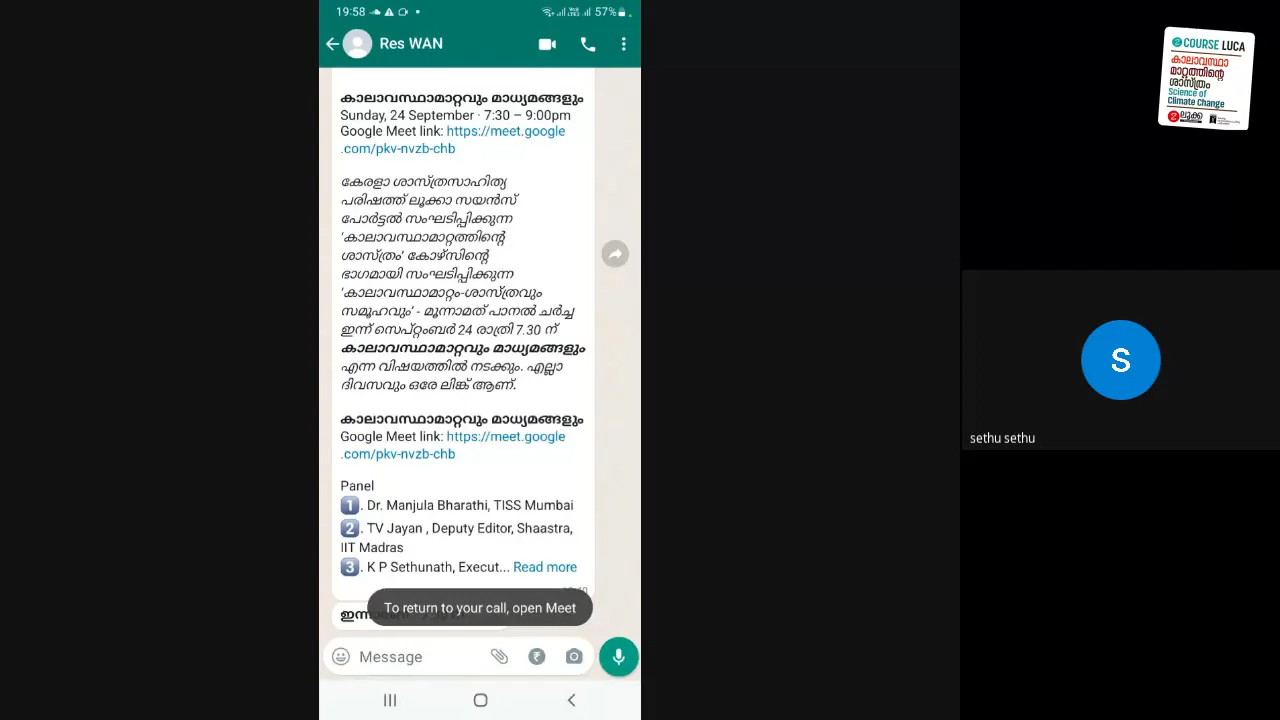 19:58
57%
Res WAN
കാലാവസ്ഥാമാറ്റവും മാധ്യമങ്ങളും
Sunday, 24 September · 7:30 – 9:00pm
Google Meet link: https://meet.google
.com/pkv-nvzb-chb
കേരളാ ശാസ്ത്രസാഹിത്യ
പരിഷത്ത് ലൂക്കാ സയൻസ്
പോർട്ടൽ സംഘടിപ്പിക്കുന്ന
‘കാലാവസ്ഥാമാറ്റത്തിന്റെ
ശാസ്ത്രം’ കോഴ്സിന്റെ
ഭാഗമായി സംഘടിപ്പിക്കുന്ന
‘കാലാവസ്ഥാമാറ്റം-ശാസ്ത്രവും
സമൂഹവും’ - മൂന്നാമത് പാനൽ ചർച്ച
ഇന്ന് സെപ്റ്റംബർ 24 രാത്രി 7.30 ന്
കാലാവസ്ഥാമാറ്റവും മാധ്യമങ്ങളും
എന്ന വിഷയത്തിൽ നടക്കും. എല്ലാ
ദിവസവും ഒരേ ലിങ്ക് ആണ്.
കാലാവസ്ഥാമാറ്റവും മാധ്യമങ്ങളും
Google Meet link: https://meet.google
.com/pkv-nvzb-chb
Panel
1. Dr. Manjula Bharathi, TISS Mumbai
2. TV Jayan , Deputy Editor, Shaastra,
IIT Madras
3. K P Sethunath, Execut... Read more
To return to your call, open Meet
Message
COURSE LUCA
കാലാവസ്ഥാ
മാറ്റത്തിന്റെ
ശാസ്ത്രം
Science of
Climate Change
ലൂക്ക
S
sethu sethu